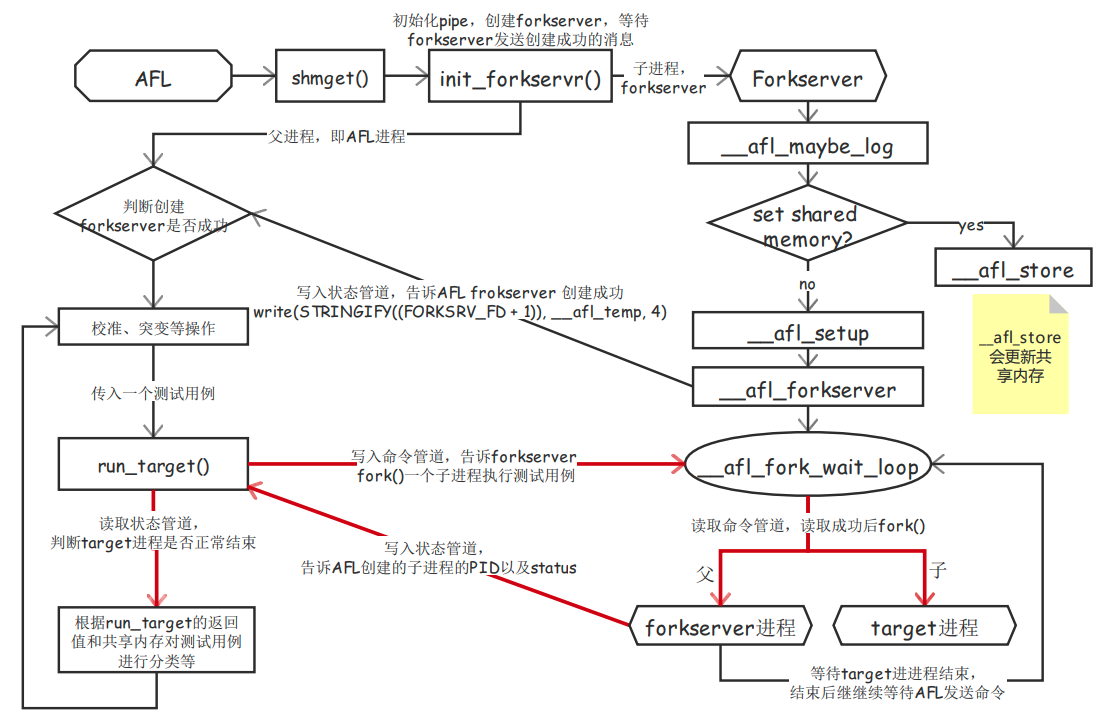 初始化pipe，创建forkserver，等待
forkserver发送创建成功的消息
AFL
shmget()
init_forkservr()
子进程，
forkserver
Forkserver
父进程，即AFL进程
__afl_maybe_log
判断创建
forkserver是否成功
set shared
memory?
yes
__afl_store
no
写入状态管道，告诉AFL frokserver 创建成功
write(STRINGIFY((FORKSRV_FD + 1)), __afl_temp, 4)
校准、突变等操作
__afl_setup
__afl_store
会更新共
享内存
传入一个测试用例
__afl_forkserver
run_target()
写入命令管道，告诉forkserver
fork()一个子进程执行测试用例
__afl_fork_wait_loop
读取状态管道，
判断target进程是否正常结束
读取命令管道，读取成功后fork()
写入状态管道，
告诉AFL创建的子进程的PID以及status
父
子
根据run_target的返回
值和共享内存对测试用例
进行分类等
forkserver进程
target进程
等待target进进程结束，
结束后继继续等待AFL发送命令